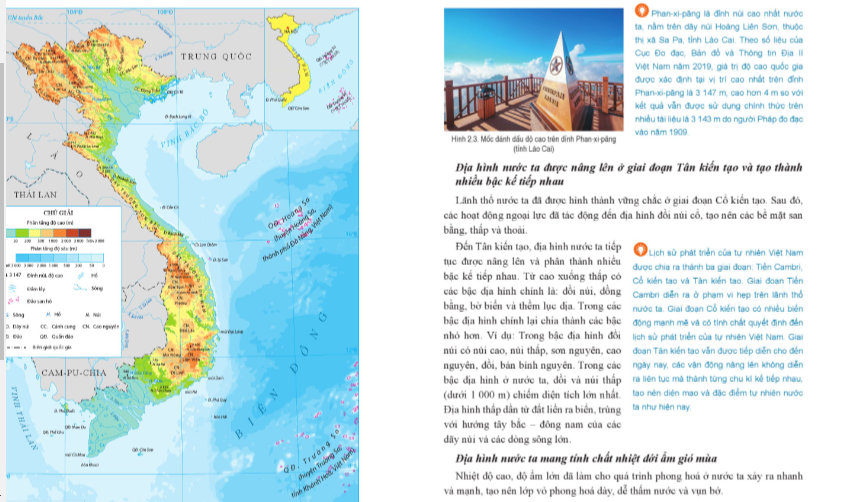 TRUNG QUỐC
VỊNH BẮC BỘ
L À O
THÁI LAN
CAM-PU-CHIA
VỊNH THÁI LAN
BIỂN ĐÔNG
Hà Nội
QĐ. Hoàng Sa
(huyện Hoàng Sa,
thành phố Đà Nẵng, Việt Nam)
QĐ. Trường Sa
(huyện Trường Sa,
tỉnh Khánh Hoà, Việt Nam)
CHÚ GIẢI
Phân tầng độ cao (m)
Phân tầng độ sâu (m)
3 147 Đỉnh núi, độ cao
Hồ
Đầm lầy
Sông
Đảo san hô
S. Sông H. Hồ N. Núi
D. Dãy núi CC. Cánh cung CN. Cao nguyên
Đ. Đảo QĐ. Quần đảo
Biên giới quốc gia
Hình 2.3. Mốc đánh dấu độ cao trên đỉnh Phan-xi-păng
(tỉnh Lào Cai)
Phan-xi-păng là đỉnh núi cao nhất nước
ta, nằm trên dãy núi Hoàng Liên Sơn, thuộc
thị xã Sa Pa, tỉnh Lào Cai. Theo số liệu của
Cục Đo đạc, Bản đồ và Thông tin Địa lí
Việt Nam năm 2019, giá trị độ cao quốc gia
được xác định tại vị trí cao nhất trên đỉnh
Phan-xi-păng là 3 147 m, cao hơn 4 m so với
kết quả vẫn được sử dụng chính thức trên
nhiều tài liệu là 3 143 m do người Pháp đo đạc
vào năm 1909.
Địa hình nước ta được nâng lên ở giai đoạn Tân kiến tạo và tạo thành
nhiều bậc kế tiếp nhau
Lãnh thổ nước ta đã được hình thành vững chắc ở giai đoạn Cổ kiến tạo. Sau đó,
các hoạt động ngoại lực đã tác động đến địa hình đồi núi cổ, tạo nên các bề mặt san
bằng, thấp và thoải.
Đến Tân kiến tạo, địa hình nước ta tiếp
tục được nâng lên và phân thành nhiều
bậc kế tiếp nhau. Từ cao xuống thấp có
các bậc địa hình chính là: đồi núi, đồng
bằng, bờ biển và thềm lục địa. Trong các
bậc địa hình chính lại chia thành các bậc
nhỏ hơn. Ví dụ: Trong bậc địa hình đồi
núi có núi cao, núi thấp, sơn nguyên, cao
nguyên, đồi, bán bình nguyên. Trong các
bậc địa hình ở nước ta, đồi và núi thấp
(dưới 1 000 m) chiếm diện tích lớn nhất.
Địa hình thấp dần từ đất liền ra biển, trùng
với hướng tây bắc – đông nam của các
dãy núi và các dòng sông lớn.
Lịch sử phát triển của tự nhiên Việt Nam
được chia ra thành ba giai đoạn: Tiền Cambri,
Cổ kiến tạo và Tân kiến tạo. Giai đoạn Tiền
Cambri diễn ra ở phạm vi hẹp trên lãnh thổ
nước ta. Giai đoạn Cổ kiến tạo có nhiều biến
động mạnh mẽ và có tính chất quyết định đến
lịch sử phát triển của tự nhiên Việt Nam. Giai
đoạn Tân kiến tạo vẫn được tiếp diễn cho đến
ngày nay, các vận động nâng lên không diễn
ra liên tục mà thành từng chu kì kế tiếp nhau,
tạo nên diện mạo và đặc điểm tự nhiên nước
ta như hiện nay.
Địa hình nước ta mang tính chất nhiệt đới ẩm gió mùa
Nhiệt độ cao, độ ẩm lớn đã làm cho quá trình phong hoá ở nước ta xảy ra nhanh
và mạnh, tạo nên lớp vỏ phong hoá dày, dễ thấm nước và vụn bở.